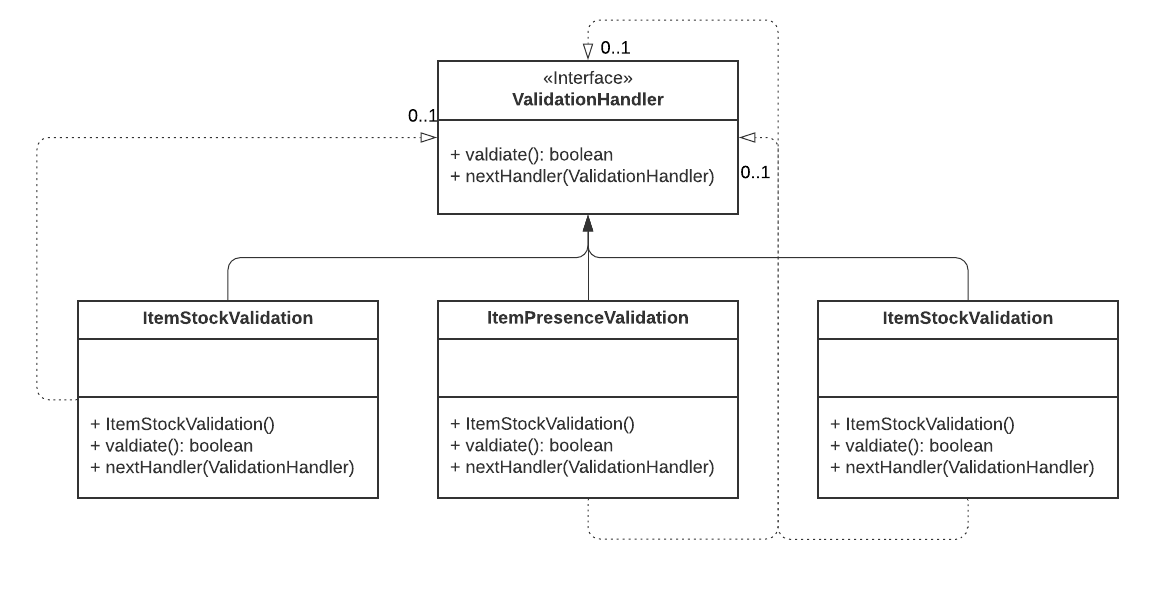 0..1
«Interface»
ValidationHandler
0..1
+ valdiate(): boolean
+ nextHandler(ValidationHandler)
0..1
ItemStockValidation
+ ItemStockValidation()
+ valdiate(): boolean
+ nextHandler(ValidationHandler)
ItemPresenceValidation
+ ItemStockValidation()
+ valdiate(): boolean
+ nextHandler(ValidationHandler)
ItemStockValidation
+ ItemStockValidation()
+ valdiate(): boolean
+ nextHandler(ValidationHandler)